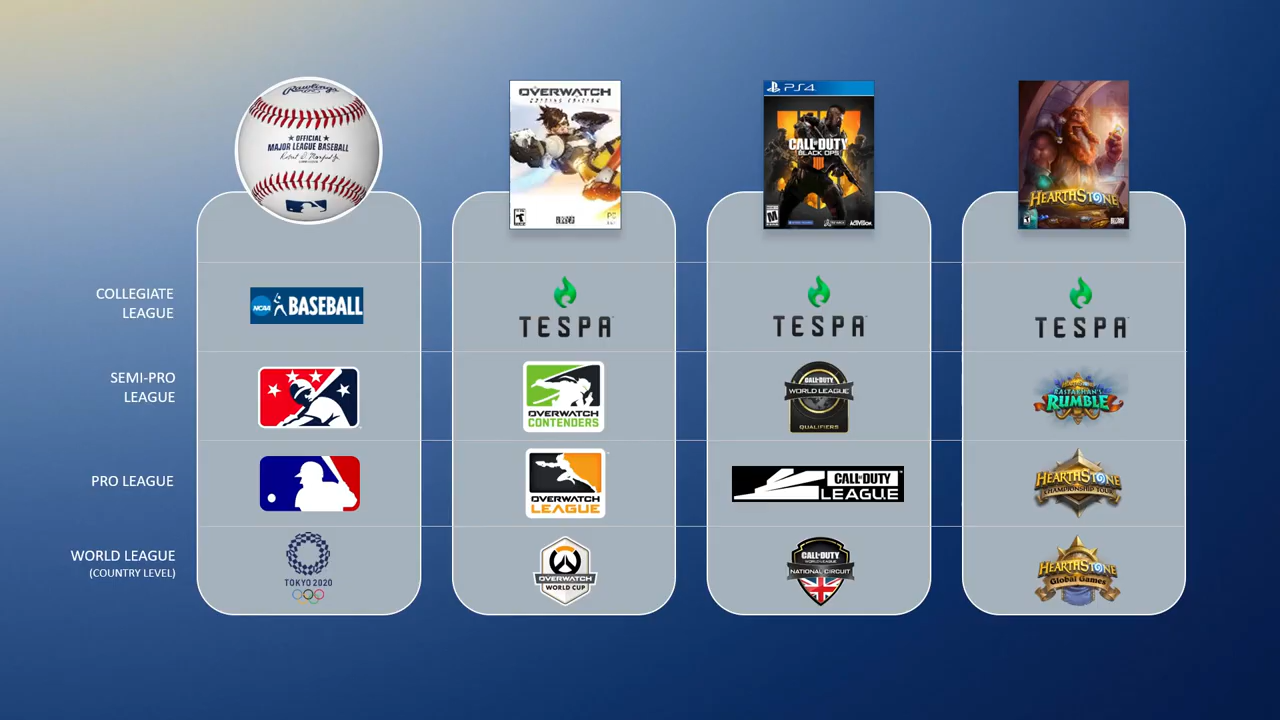 Rawlings
OFFICIAL
MAJOR LEAGUE BASEBALL
OVERWATCH
PS4
CALL OF DUTY
BLACK OPS
IIII
ACTIVISION
HEARTHSTONE
COLLEGIATE
LEAGUE
NCAA BASEBALL
TESPA
TESPA
TESPA
SEMI-PRO
LEAGUE
OVERWATCH
CONTENDERS
CALL OF DUTY
WORLD LEAGUE
QUALIFIERS
RASTAKHAN'S
RUMBLE
PRO LEAGUE
OVERWATCH
LEAGUE
CALL OF DUTY
LEAGUE
HEARTHSTONE
CHAMPIONSHIP TOUR
WORLD LEAGUE
(COUNTRY LEVEL)
TOKYO 2020
OVERWATCH
WORLD CUP
CALL OF DUTY
WORLD LEAGUE
NATIONAL CIRCUIT
HEARTHSTONE
Global Games